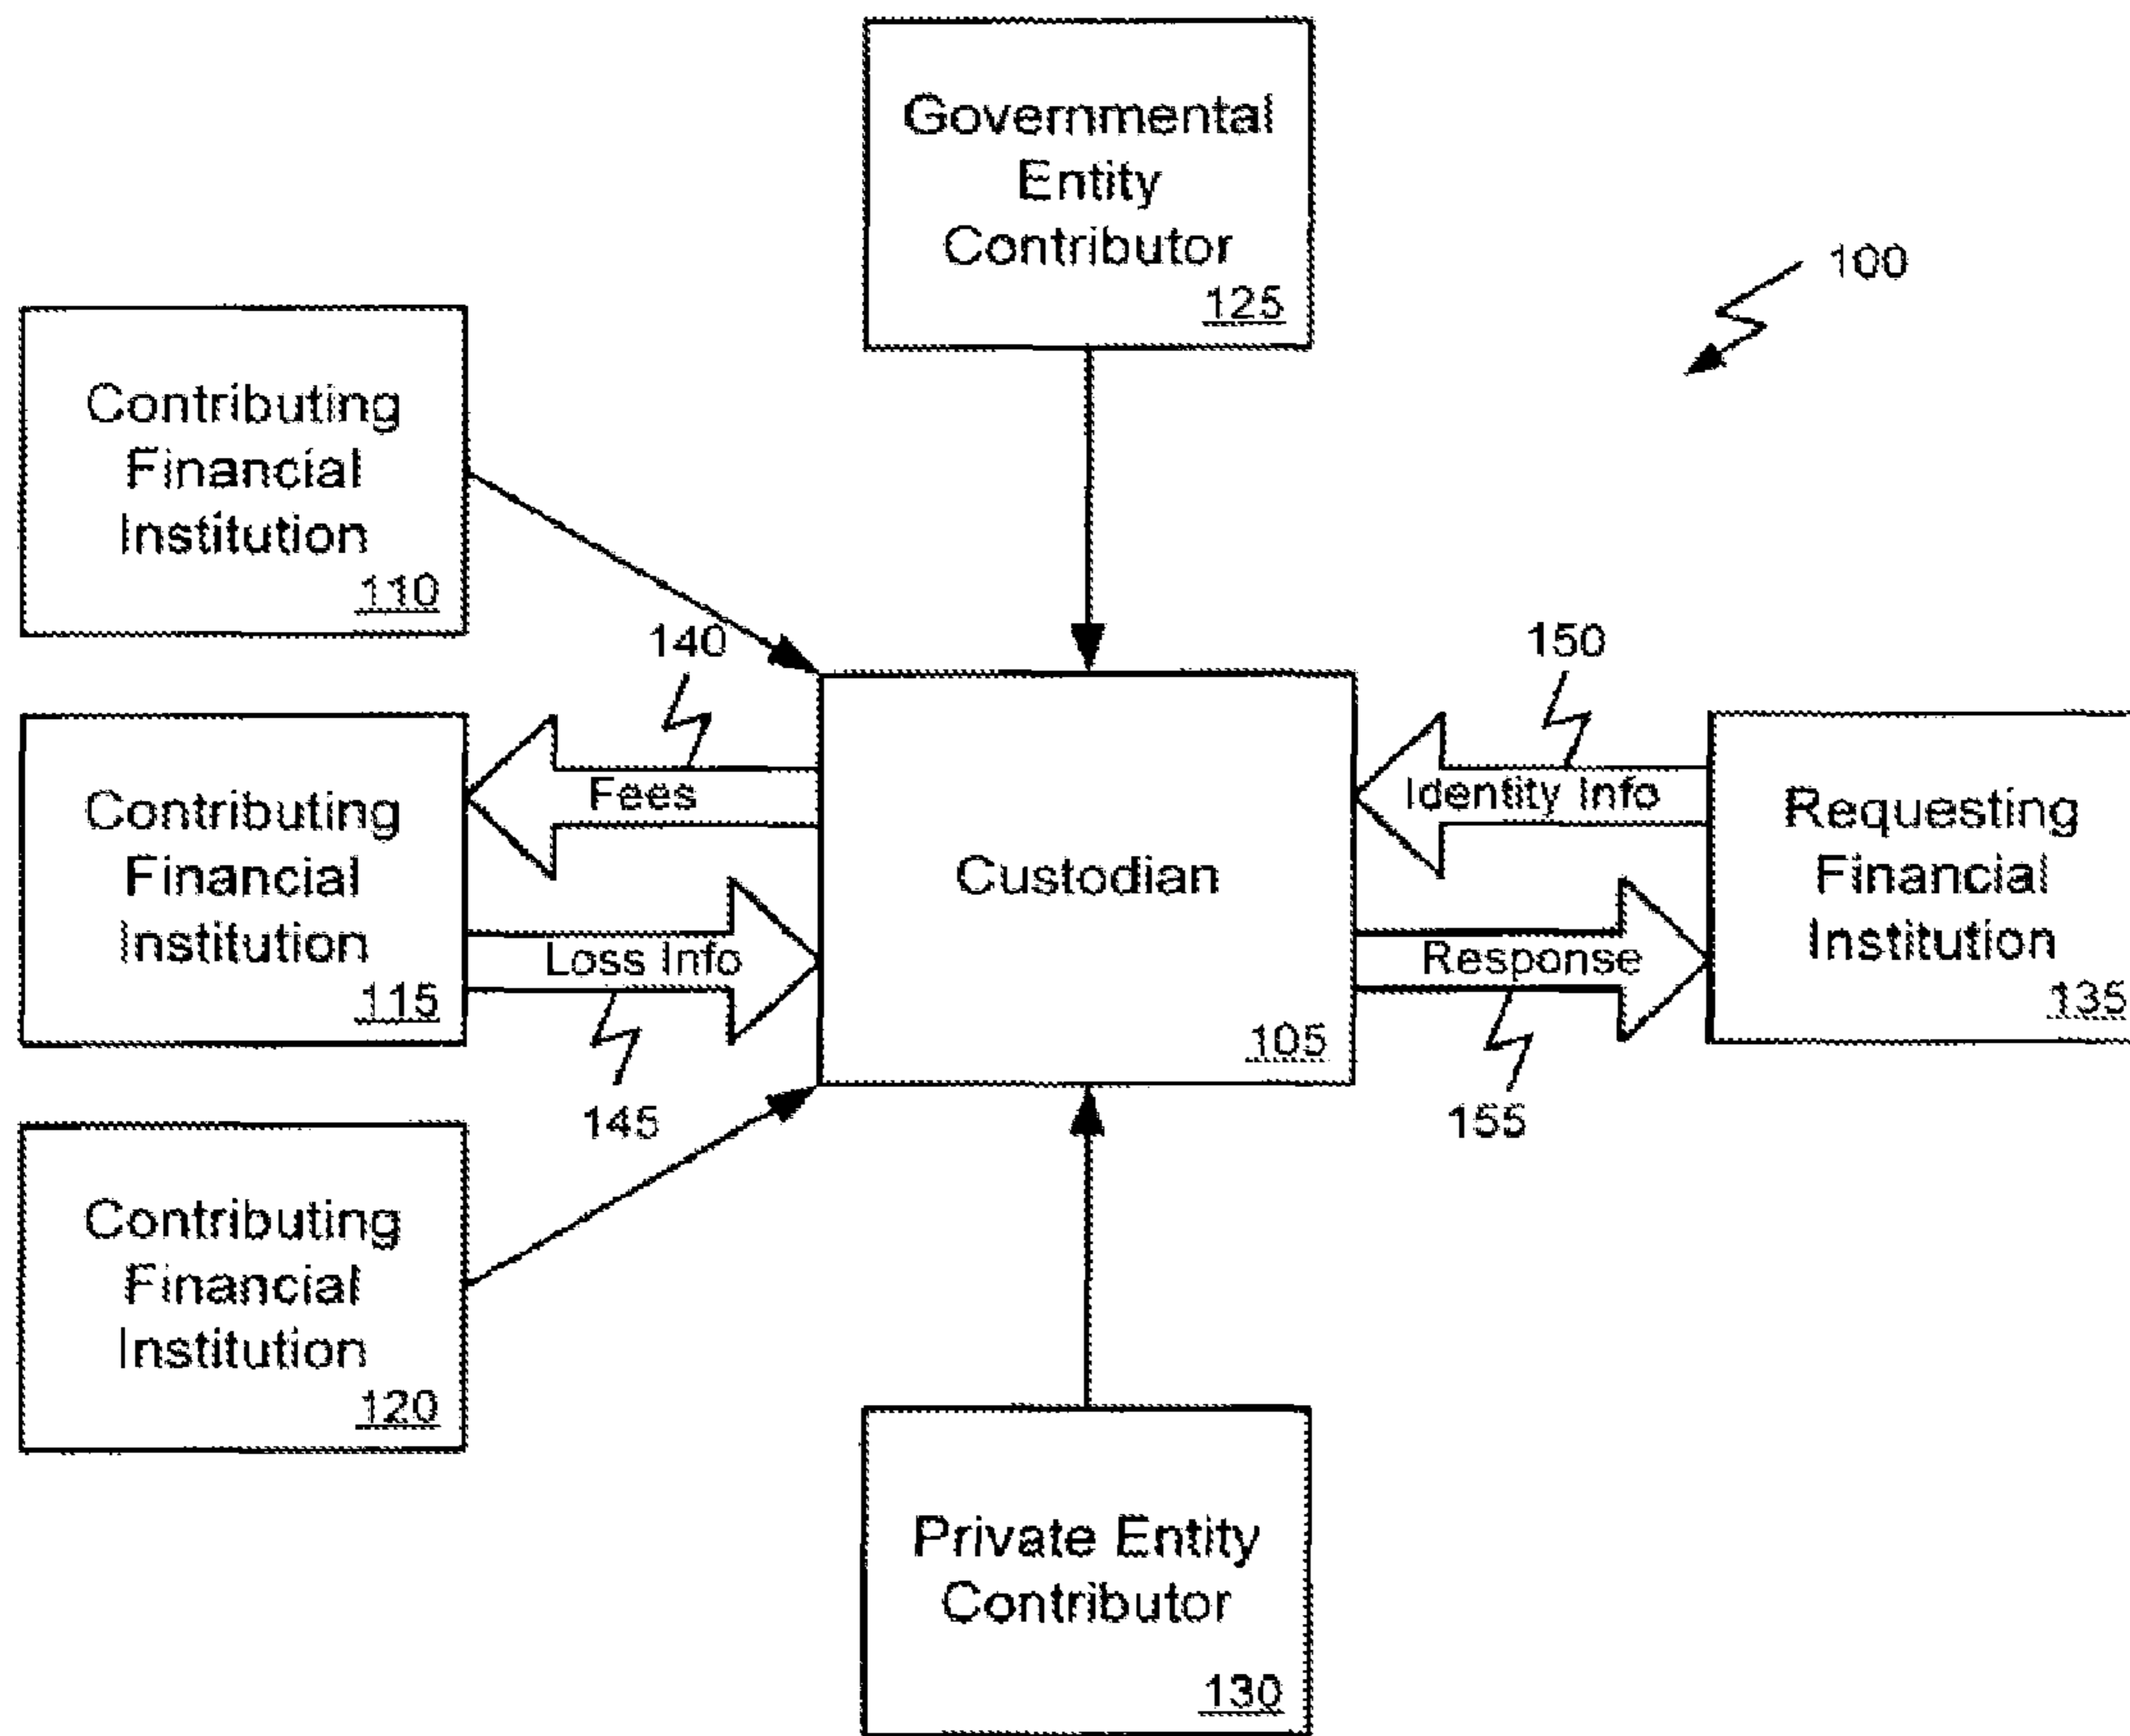 Governmental
Entity
Contributor
125
100
Contributing
Financial
Institution
110
140
150
Contributing
Financial
Institution
115
Fees
Loss Info
145
Custodian
105
Identity Info
Response
155
Requesting
Financial
Institution
135
Contributing
Financial
Institution
120
Private Entity
Contributor
130